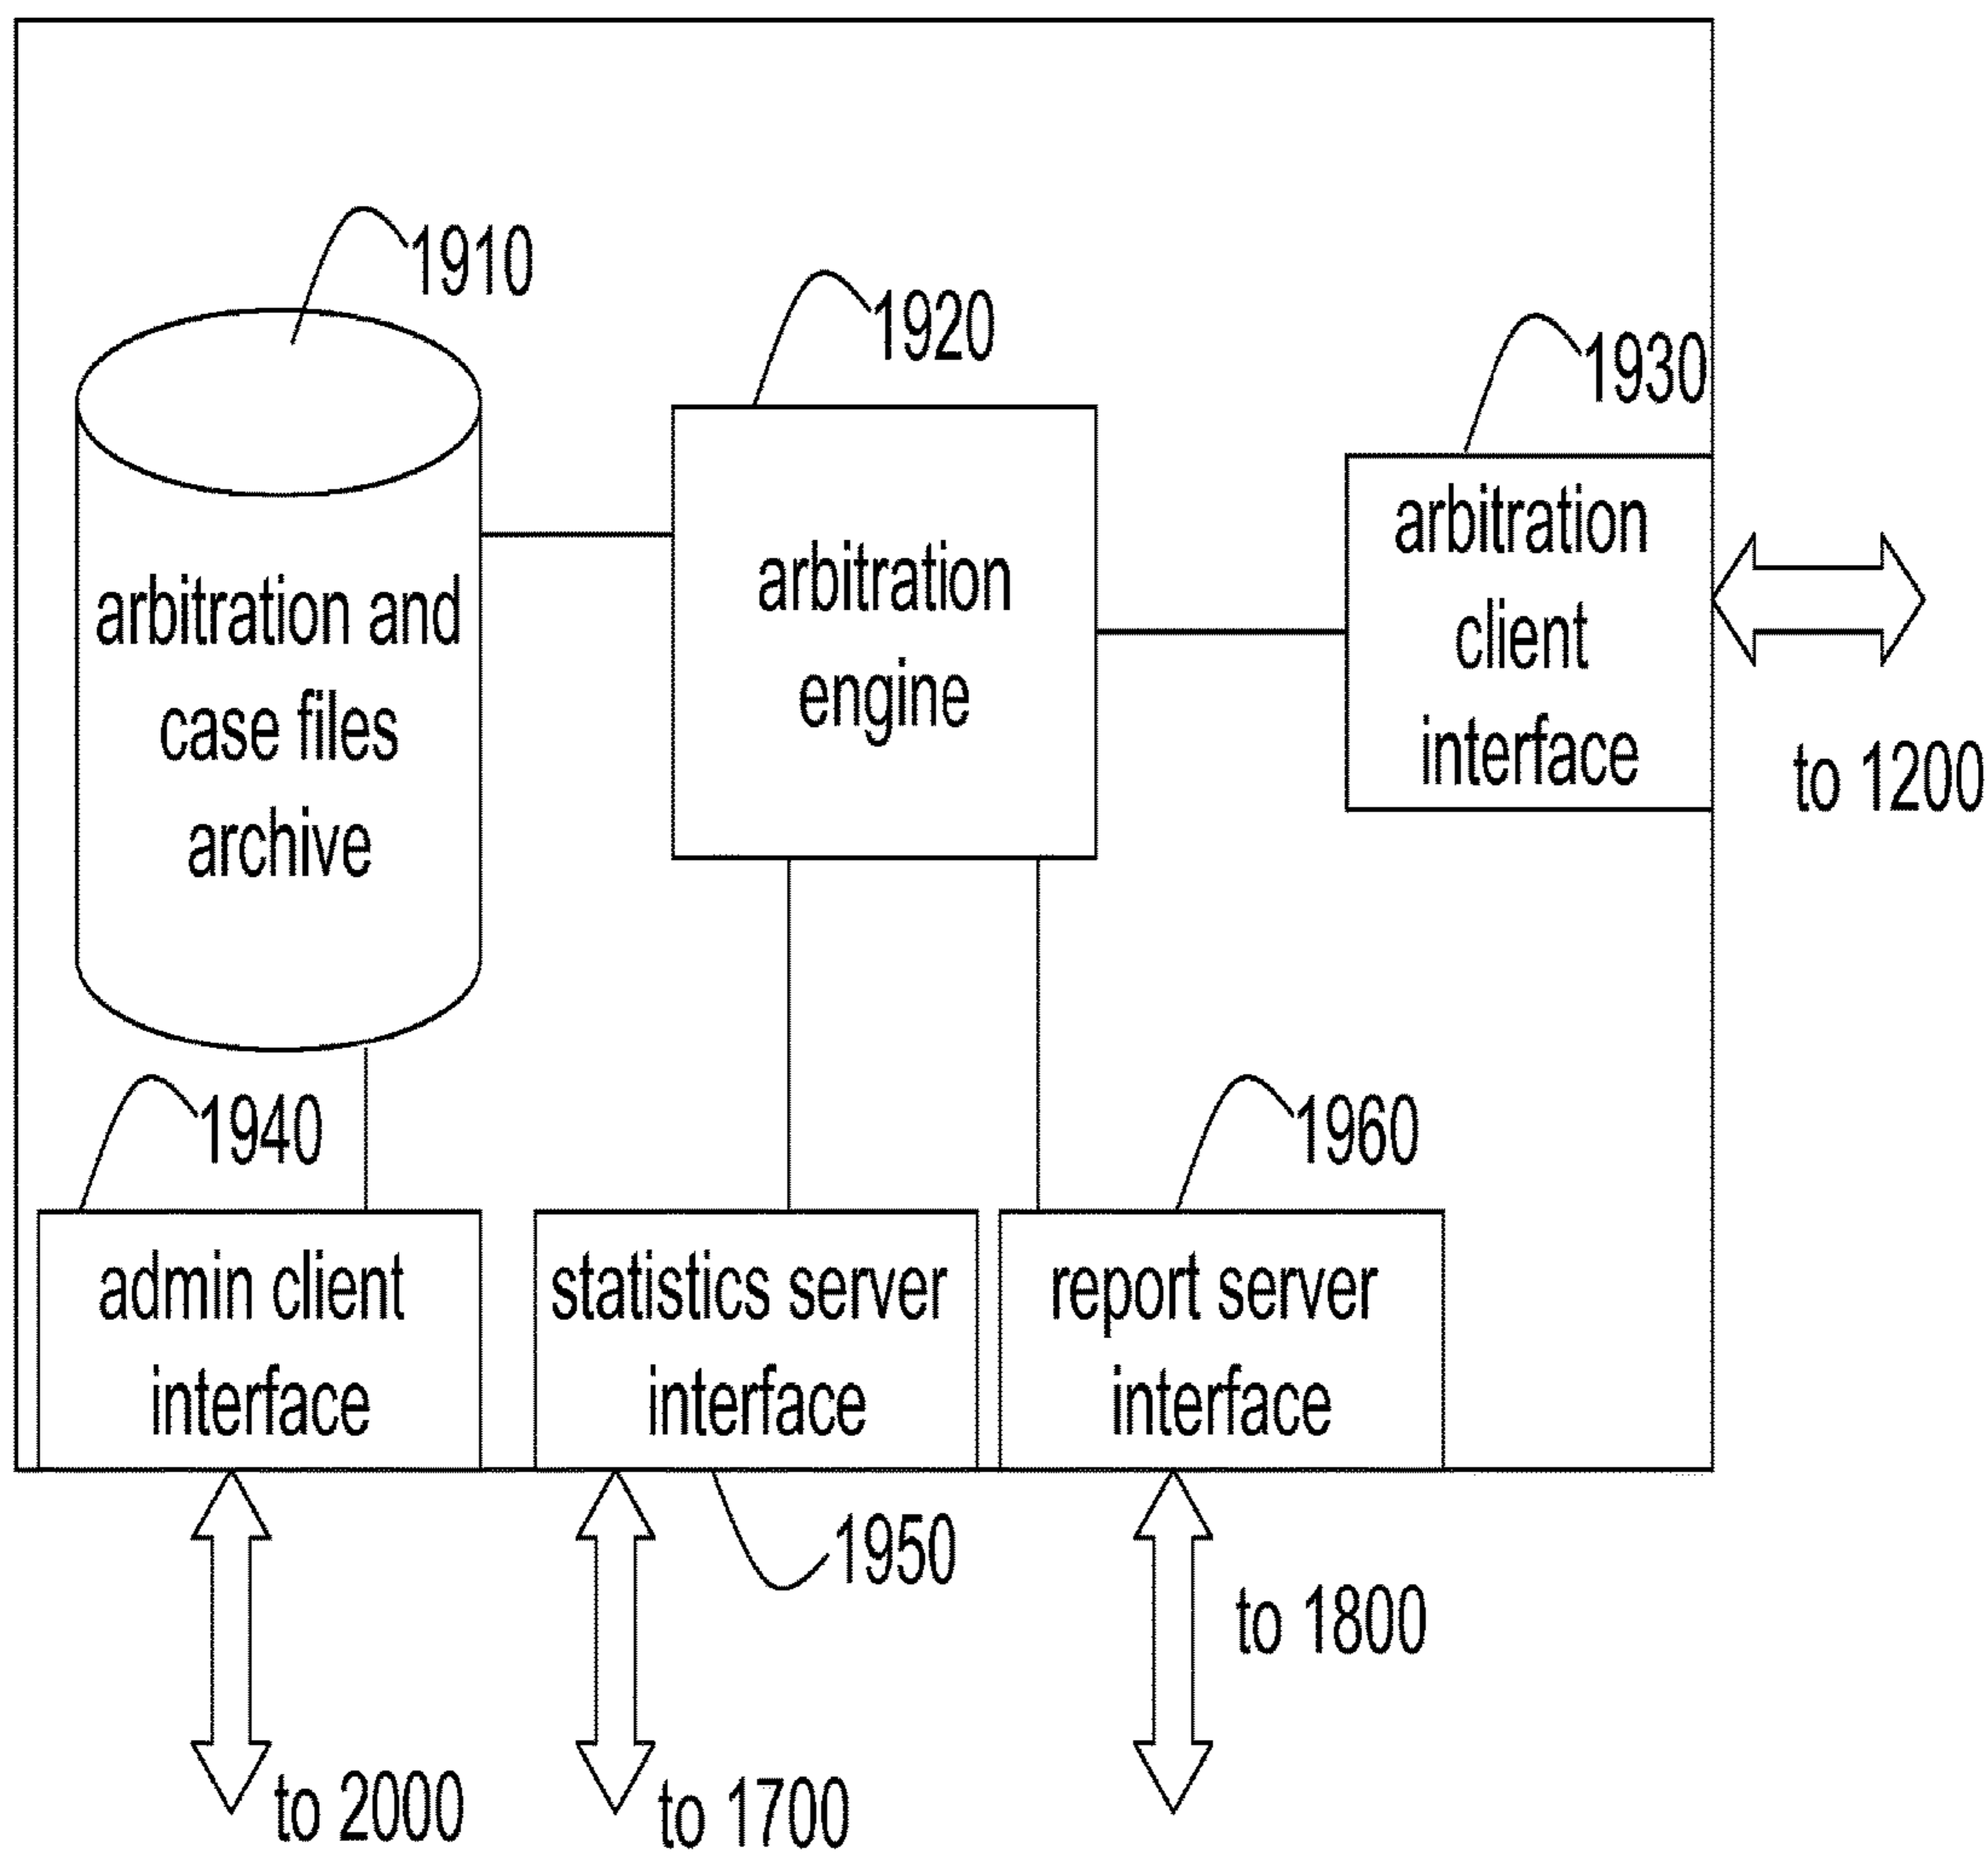 1910
1920
1930
arbitration and
case files
archive
arbitration
engine
arbitration
client
interface
to 1200
1940
1960
admin client
interface
statistics server
interface
report server
interface
1950
to 1800
to 2000
to 1700